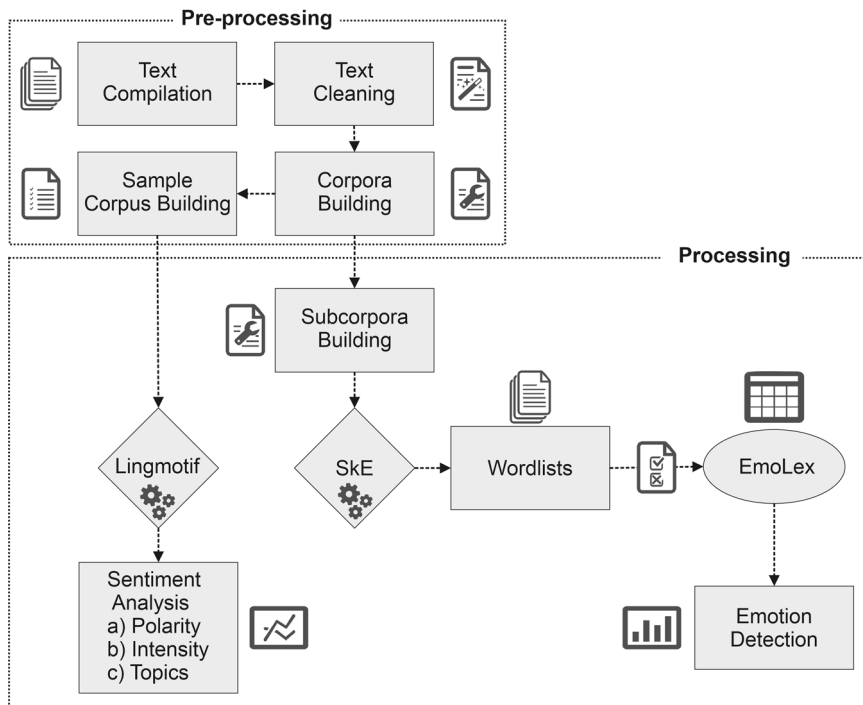 Pre-processing
Text
Compilation
Text
Cleaning
Sample
Corpus Building
Corpora
Building
Processing
Subcorpora
Building
Lingmotif
SkE
Wordlists
EmoLex
Sentiment
Analysis
a) Polarity
b) Intensity
c) Topics
Emotion
Detection